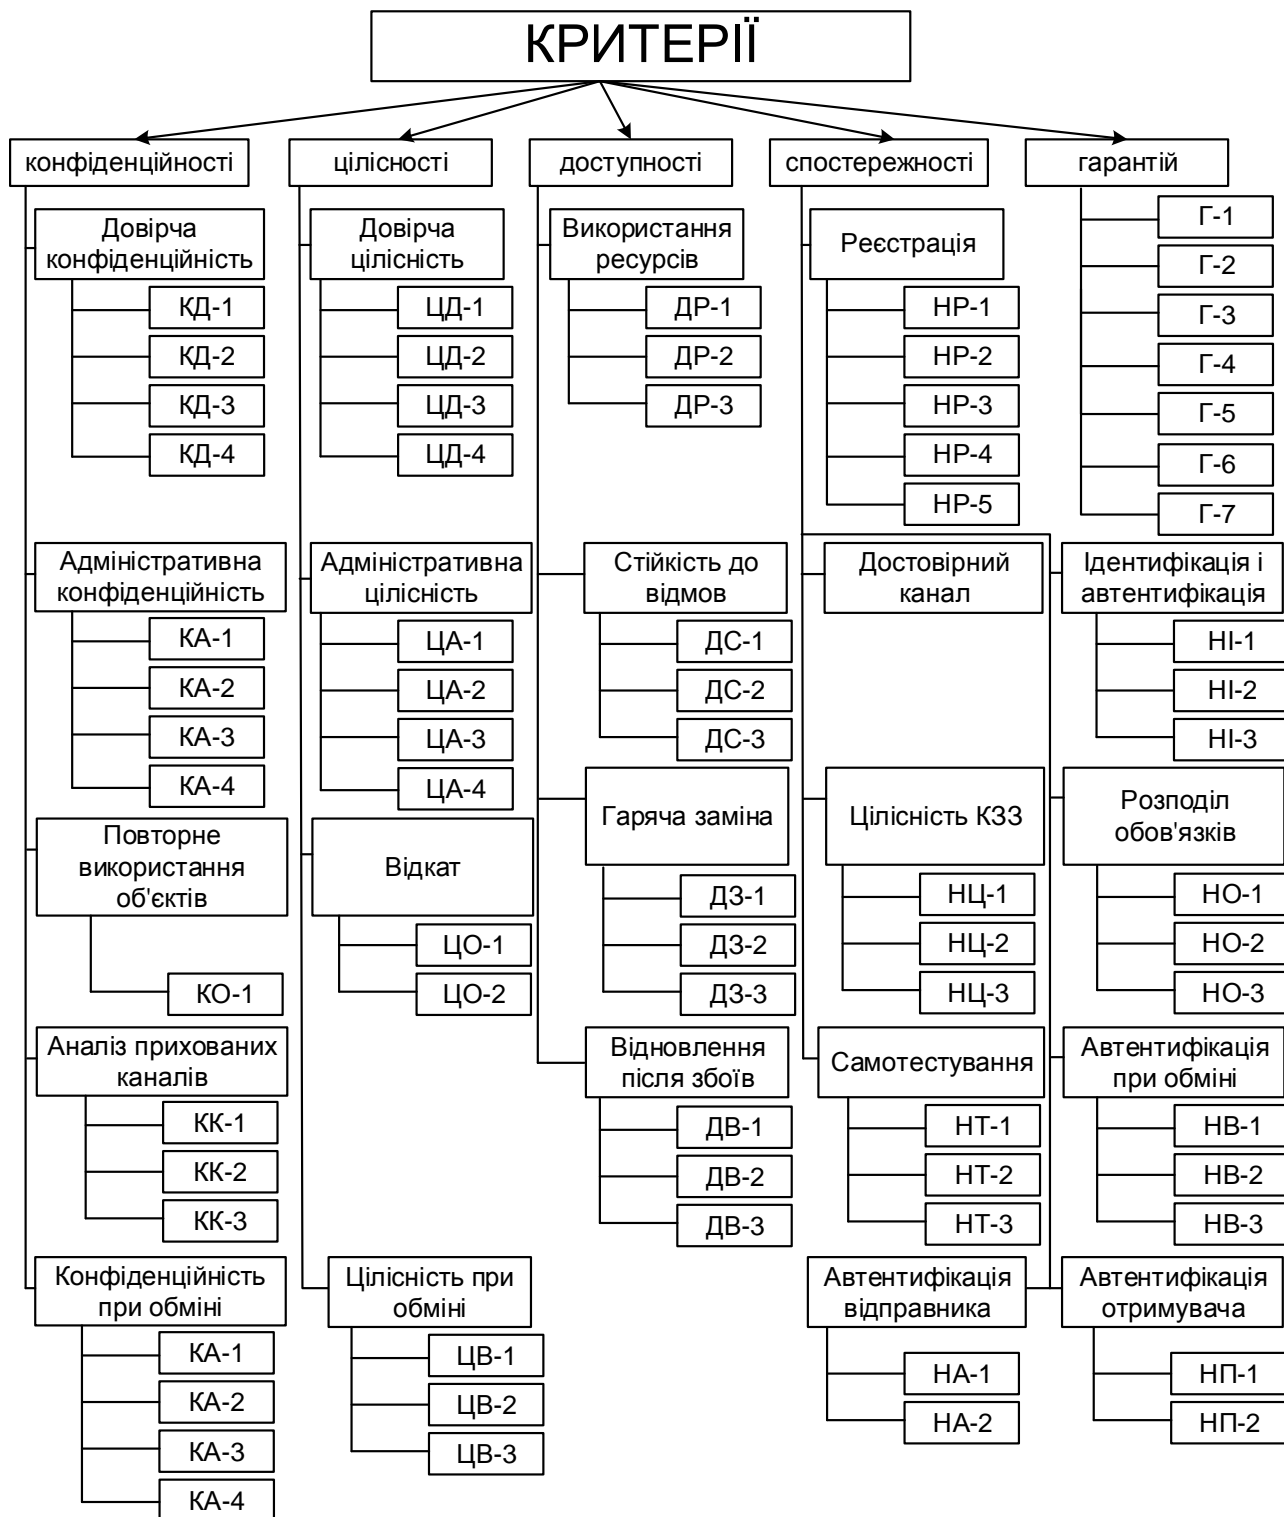 КРИТЕРІЇ
конфіденційності
цілісності
доступності
спостережності
гарантій
Довірча
конфіденційність
КД-1
КД-2
КД-3
КД-4
Адміністративна
конфіденційність
КА-1
КА-2
КА-3
КА-4
Повторне
використання
об'єктів
КО-1
Аналіз прихованих
каналів
КК-1
КК-2
КК-3
Конфіденційність
при обміні
КА-1
КА-2
КА-3
КА-4
Довірча
цілісність
ЦД-1
ЦД-2
ЦД-3
ЦД-4
Адміністративна
цілісність
ЦА-1
ЦА-2
ЦА-3
ЦА-4
Відкат
ЦО-1
ЦО-2
Цілісність при
обміні
ЦВ-1
ЦВ-2
ЦВ-3
Використання
ресурсів
ДР-1
ДР-2
ДР-3
Стійкість до
відмов
ДС-1
ДС-2
ДС-3
Гаряча заміна
ДЗ-1
ДЗ-2
ДЗ-3
Відновлення
після збоїв
ДВ-1
ДВ-2
ДВ-3
Реєстрація
НР-1
НР-2
НР-3
НР-4
НР-5
Достовірний
канал
Цілісність КЗЗ
НЦ-1
НЦ-2
НЦ-3
Самотестування
НТ-1
НТ-2
НТ-3
Автентифікація
відправника
НА-1
НА-2
Г-1
Г-2
Г-3
Г-4
Г-5
Г-6
Г-7
Ідентифікація і
автентифікація
НІ-1
НІ-2
НІ-3
Розподіл
обов'язків
НО-1
НО-2
НО-3
Автентифікація
при обміні
НВ-1
НВ-2
НВ-3
Автентифікація
отримувача
НП-1
НП-2